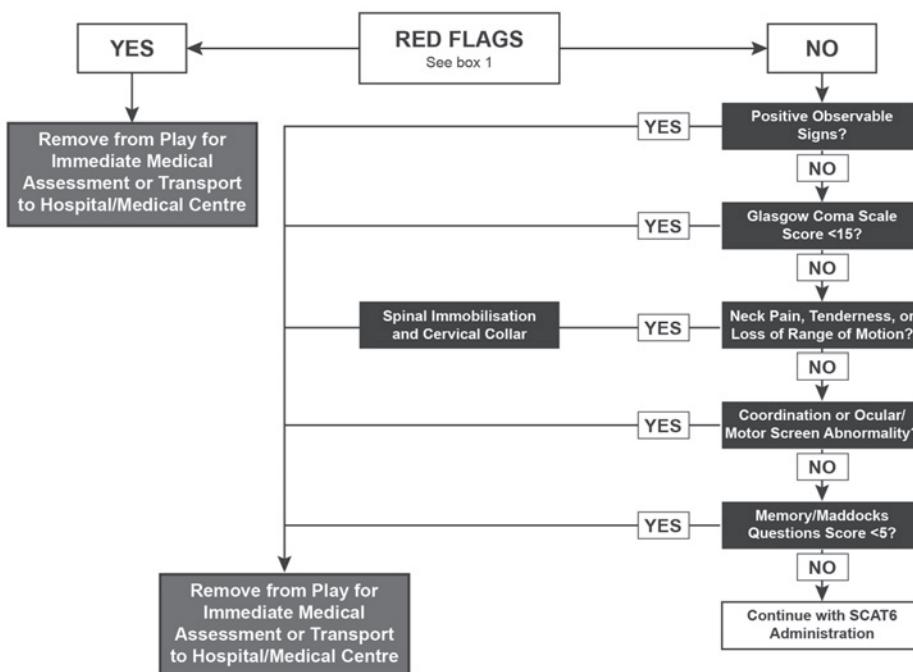 YES
RED FLAGS
See box 1
NO
Remove from Play for
Immediate Medical
Assessment or Transport
to Hospital/Medical Centre
YES
Positive Observable
Signs?
NO
YES
Glasgow Coma Scale
Score <15?
NO
Spinal Immobilisation
and Cervical Collar
YES
Neck Pain, Tenderness, or
Loss of Range of Motion?
NO
YES
Coordination or Ocular/
Motor Screen Abnormality?
NO
YES
Memory/Maddocks
Questions Score <5?
NO
Remove from Play for
Immediate Medical
Assessment or Transport
to Hospital/Medical Centre
Continue with SCAT6
Administration